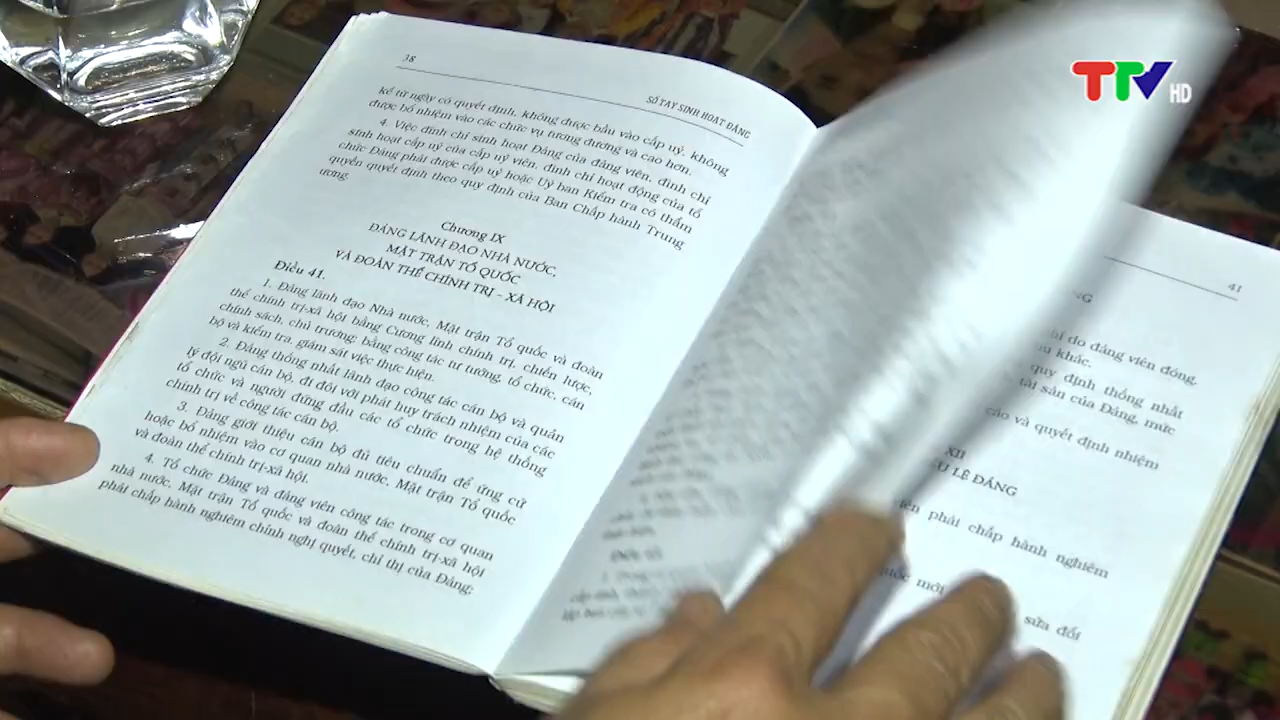 TTV HD
38
SỔ TAY SINH HOẠT ĐẢNG
kể từ ngày có quyết định, không được bầu vào cấp uỷ, không
được bổ nhiệm vào các chức vụ tương đương và cao hơn.
4. Việc đình chỉ sinh hoạt Đảng của đảng viên, đình chỉ
sinh hoạt cấp uỷ của cấp uỷ viên, đình chỉ hoạt động của tổ
chức Đảng phải được cấp uỷ hoặc Uỷ ban Kiểm tra có thẩm
quyền quyết định theo quy định của Ban Chấp hành Trung
ương.
Chương IX
ĐẢNG LÃNH ĐẠO NHÀ NƯỚC,
MẶT TRẬN TỔ QUỐC
VÀ ĐOÀN THỂ CHÍNH TRỊ - XÃ HỘI
Điều 41.
1. Đảng lãnh đạo Nhà nước, Mặt trận Tổ quốc và đoàn
thể chính trị-xã hội bằng Cương lĩnh chính trị, chiến lược,
chính sách, chủ trương; bằng công tác tư tưởng, tổ chức, cán
bộ và kiểm tra, giám sát việc thực hiện.
2. Đảng thống nhất lãnh đạo công tác cán bộ và quản
lý đội ngũ cán bộ, đi đôi với phát huy trách nhiệm của các
tổ chức và người đứng đầu các tổ chức trong hệ thống
chính trị về công tác cán bộ.
3. Đảng giới thiệu cán bộ đủ tiêu chuẩn để ứng cử
hoặc bổ nhiệm vào cơ quan nhà nước, Mặt trận Tổ quốc
và đoàn thể chính trị-xã hội.
4. Tổ chức Đảng và đảng viên công tác trong cơ quan
nhà nước, Mặt trận Tổ quốc và đoàn thể chính trị-xã hội
phải chấp hành nghiêm chỉnh nghị quyết, chỉ thị của Đảng;
41
do đảng viên đóng,
khác.
quy định thống nhất
tài sản của Đảng, mức
cáo và quyết định nhiệm
XII
LỆ ĐẢNG
phải chấp hành nghiêm
mới
sửa đổi